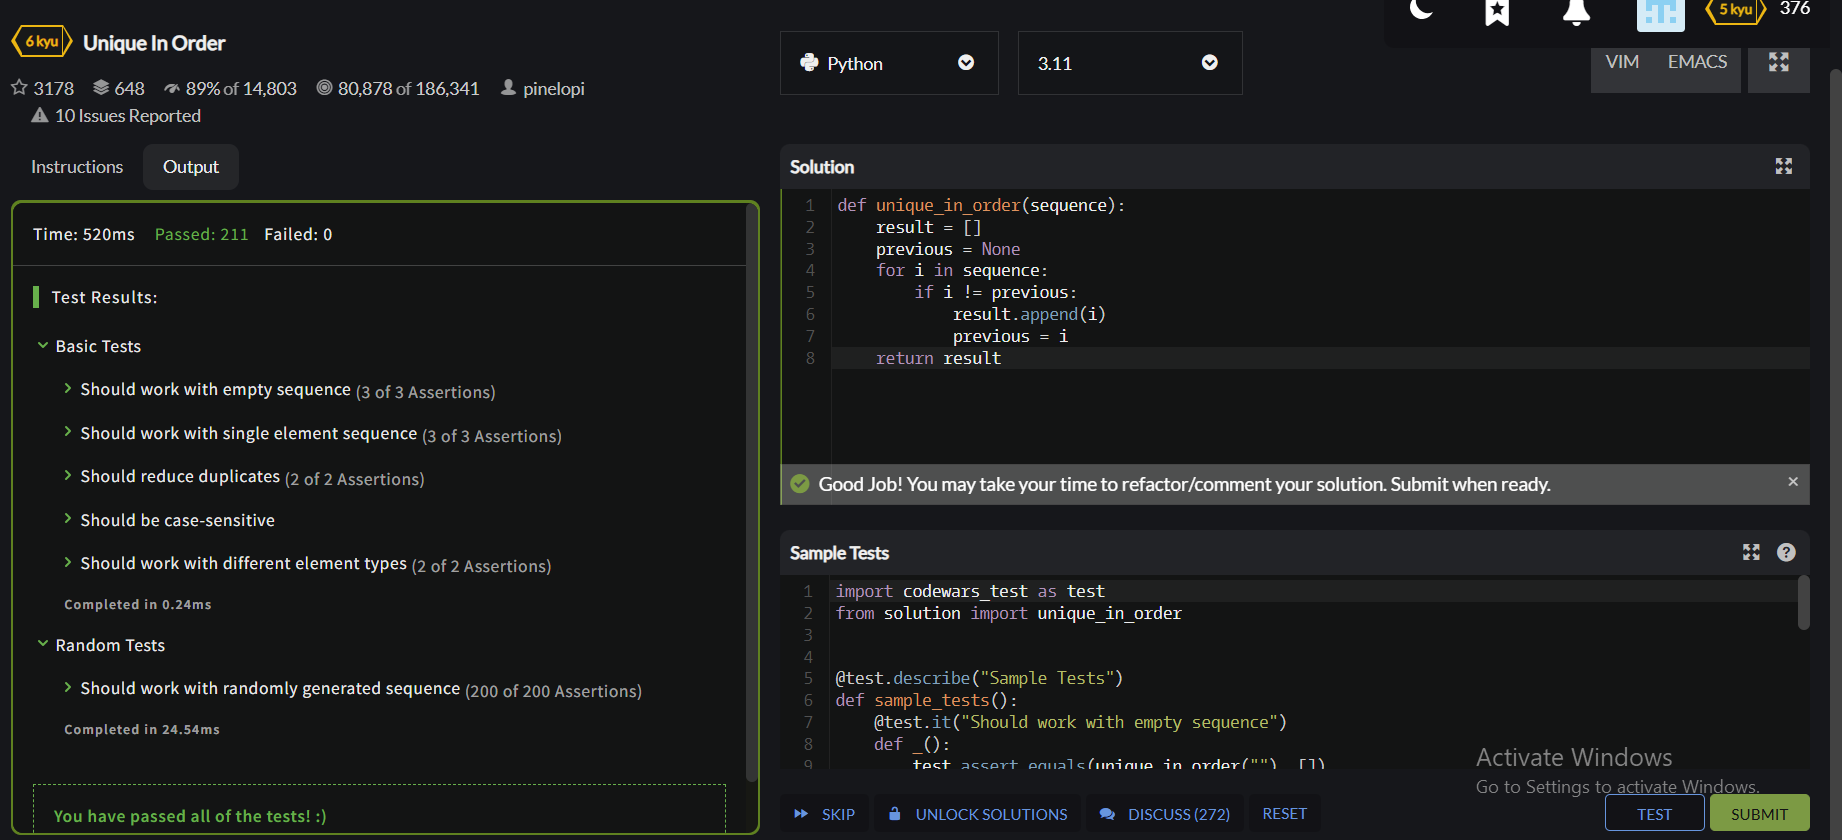 6 kyu Unique In Order
3178 648 89% of 14,803 80,878 of 186,341 pinelopi
10 Issues Reported
Instructions Output
Time: 520ms Passed: 211 Failed: 0
Test Results:
Basic Tests
Should work with empty sequence (3 of 3 Assertions)
Should work with single element sequence (3 of 3 Assertions)
Should reduce duplicates (2 of 2 Assertions)
Should be case-sensitive
Should work with different element types (2 of 2 Assertions)
Completed in 0.24ms
Random Tests
Should work with randomly generated sequence (200 of 200 Assertions)
Completed in 24.54ms
You have passed all of the tests! :)
5 kyu 376
Python 3.11 VIM EMACS
Solution
1 def unique_in_order(sequence):
2 result = []
3 previous = None
4 for i in sequence:
5 if i != previous:
6 result.append(i)
7 previous = i
8 return result
Good Job! You may take your time to refactor/comment your solution. Submit when ready. ×
Sample Tests ?
1 import codewars_test as test
2 from solution import unique_in_order
3
4
5 @test.describe("Sample Tests")
6 def sample_tests():
7 @test.it("Should work with empty sequence")
8 def _():
9 test.assert_equals(unique_in_order(""), [])
Activate Windows
Go to Settings to activate Windows.
SKIP UNLOCK SOLUTIONS DISCUSS (272) RESET TEST SUBMIT